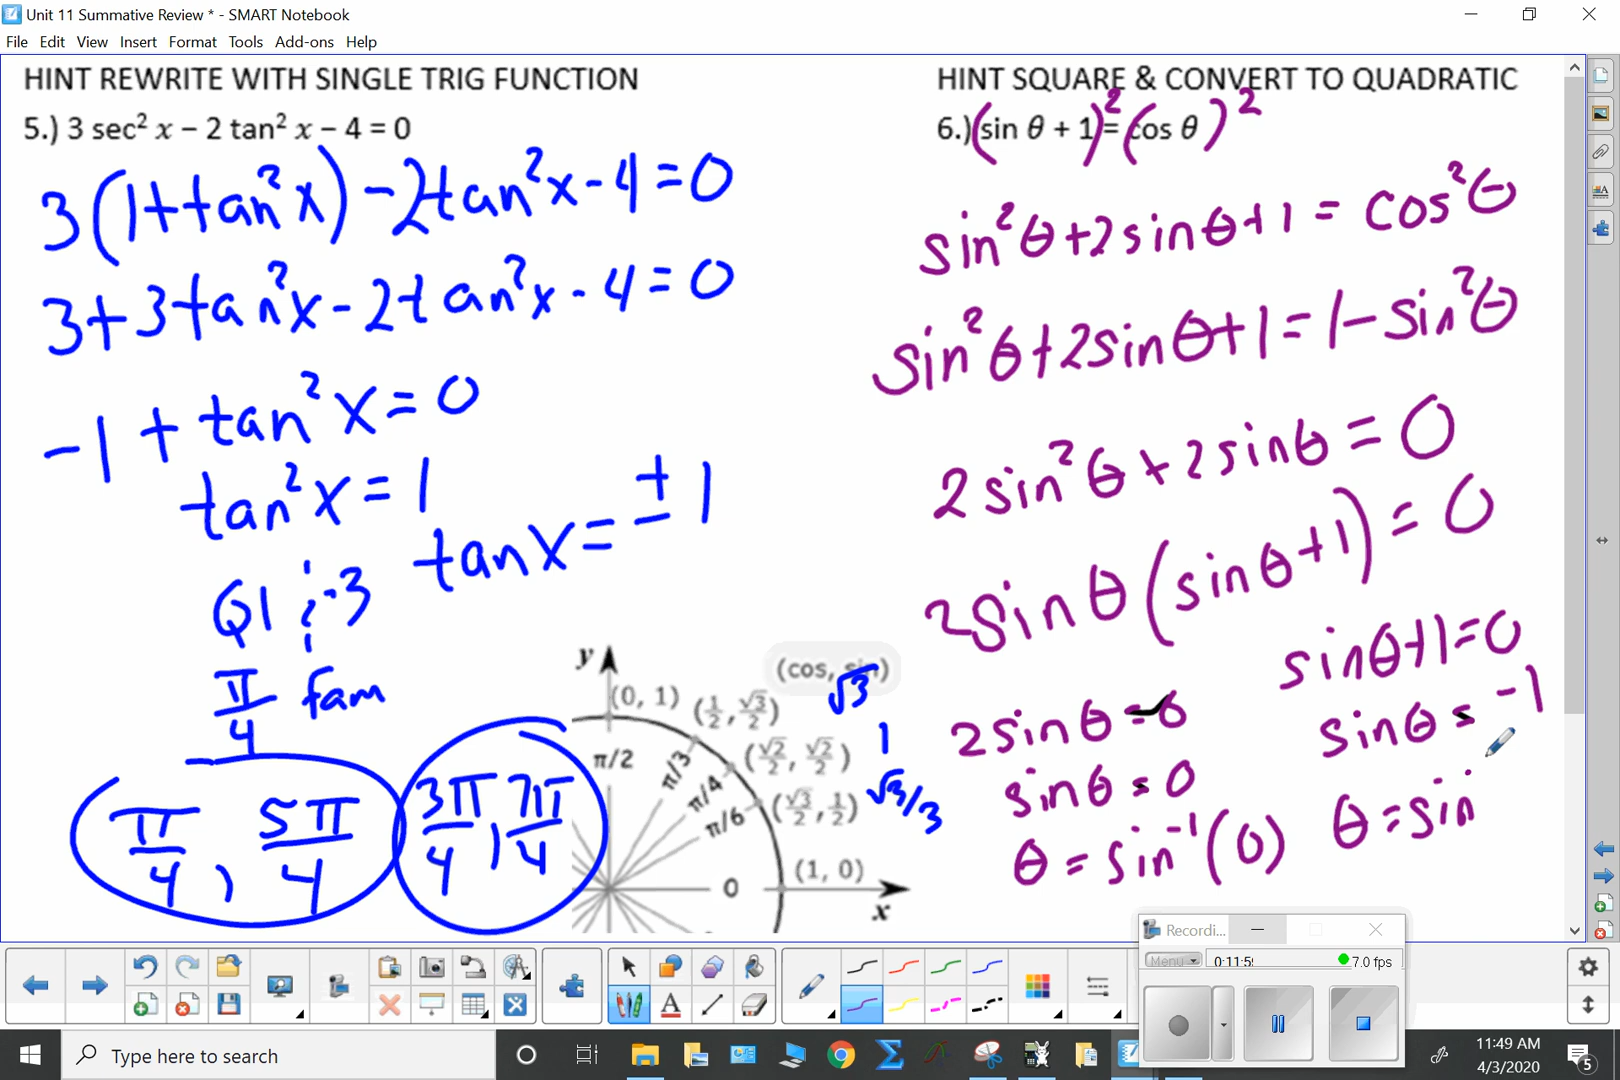 Unit 11 Summative Review * - SMART Notebook
File Edit View Insert Format Tools Add-ons Help
HINT REWRITE WITH SINGLE TRIG FUNCTION
5.) 3 sec² x − 2 tan² x − 4 = 0
3(1+tan²x)-2tan²x-4=0
3+3tan²x-2tan²x-4=0
-1+tan²x=0
tan²x=1
tanx=±1
Q1 & 3
π/4 fam
π/4, 5π/4
3π/4, 7π/4
y
(cos, sin)
√3
(0, 1)
(1/2, √3/2)
1
π/2
π/3
(√2/2, √2/2)
π/4
√3/3
π/6
(√3/2, 1/2)
(1, 0)
0
x
HINT SQUARE & CONVERT TO QUADRATIC
6.) (sin θ + 1)² = (cos θ)²
sin²θ+2sinθ+1=cos²θ
sin²θ+2sinθ+1=1-sin²θ
2sin²θ+2sinθ=0
2sinθ(sinθ+1)=0
2sinθ=0
sinθ=0
θ=sin⁻¹(0)
sinθ+1=0
sinθ=-1
θ=sin
Recordi...
Menu
0:11:5
7.0 fps
Type here to search
11:49 AM
4/3/2020
5